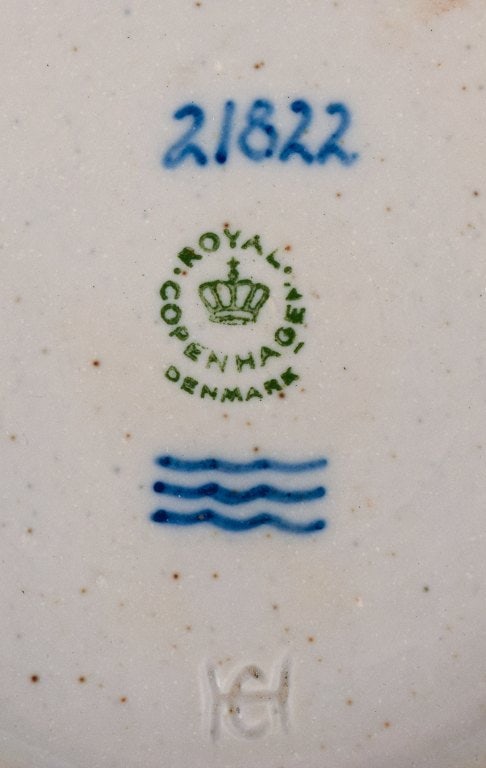 21822
ROYAL
COPENHAGEN
DENMARK